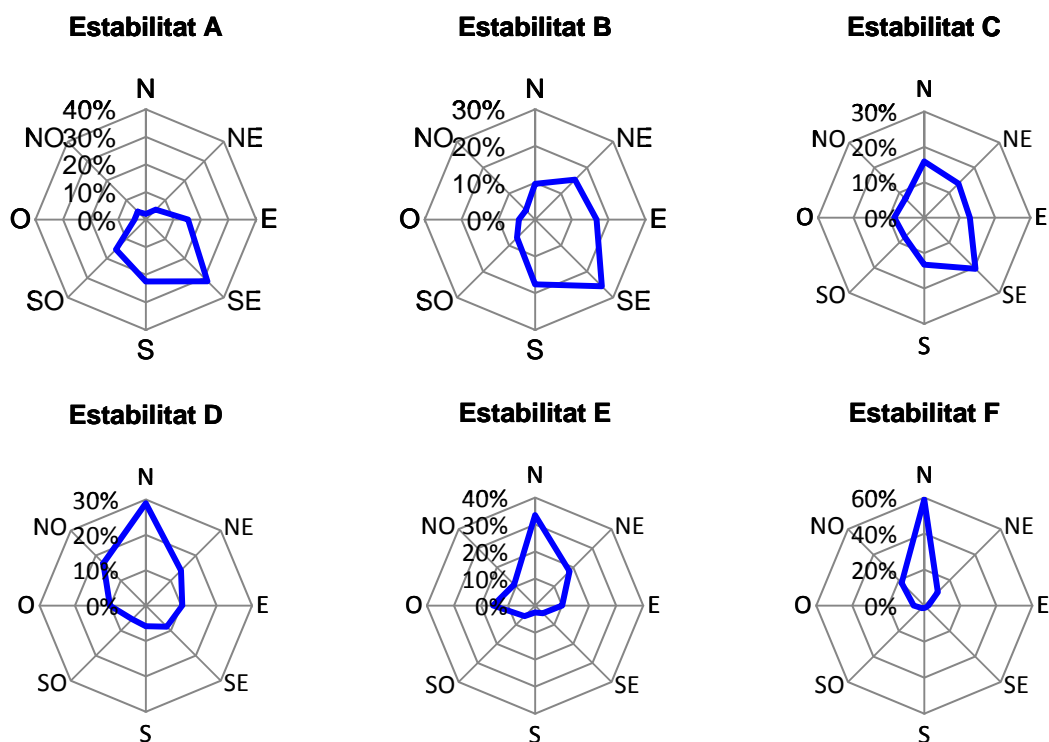 Estabilitat A
N
40%
NO
30%
NE
20%
10%
O
0%
E
SO
SE
S
Estabilitat B
N
30%
NO
20%
NE
10%
O
0%
E
SO
SE
S
Estabilitat C
N
30%
NO
20%
NE
10%
O
0%
E
SO
SE
S
Estabilitat D
N
30%
NO
20%
NE
10%
O
0%
E
SO
SE
S
Estabilitat E
N
40%
NO
30%
NE
20%
10%
O
0%
E
SO
SE
S
Estabilitat F
N
60%
NO
40%
NE
20%
O
0%
E
SO
SE
S